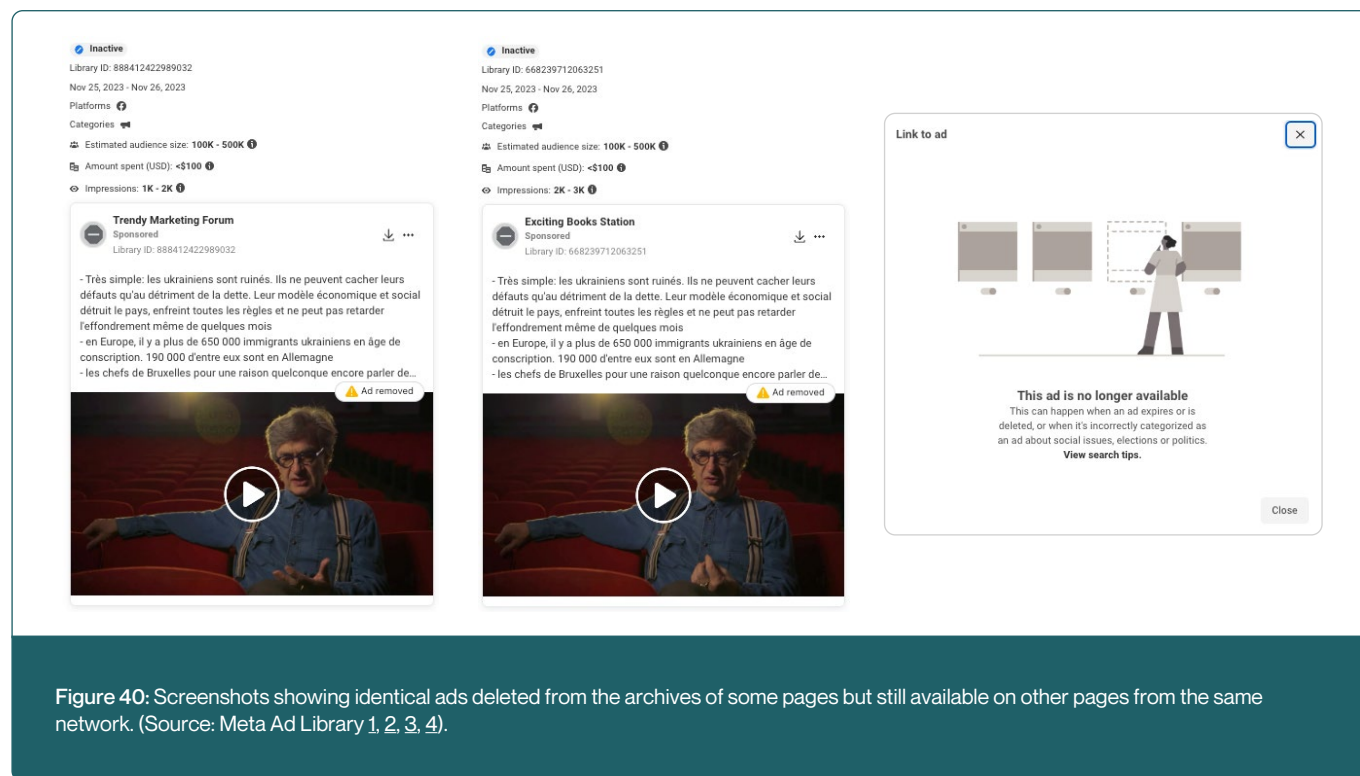 Inactive
Library ID: 888412422989032
Nov 25, 2023 - Nov 26, 2023
Platforms
Categories
Estimated audience size: 100K - 500K
Amount spent (USD): <$100
Impressions: 1K - 2K
Trendy Marketing Forum
Sponsored
Library ID: 888412422989032
- Très simple: les ukrainiens sont ruinés. Ils ne peuvent cacher leurs
défauts qu'au détriment de la dette. Leur modèle économique et social
détruit le pays, enfreint toutes les règles et ne peut pas retarder
l'effondrement même de quelques mois
- en Europe, il y a plus de 650 000 immigrants ukrainiens en âge de
conscription. 190 000 d'entre eux sont en Allemagne
- les chefs de Bruxelles pour une raison quelconque encore parler de...
Ad removed
Inactive
Library ID: 668239712063251
Nov 25, 2023 - Nov 26, 2023
Platforms
Categories
Estimated audience size: 100K - 500K
Amount spent (USD): <$100
Impressions: 2K - 3K
Exciting Books Station
Sponsored
Library ID: 668239712063251
- Très simple: les ukrainiens sont ruinés. Ils ne peuvent cacher leurs
défauts qu'au détriment de la dette. Leur modèle économique et social
détruit le pays, enfreint toutes les règles et ne peut pas retarder
l'effondrement même de quelques mois
- en Europe, il y a plus de 650 000 immigrants ukrainiens en âge de
conscription. 190 000 d'entre eux sont en Allemagne
- les chefs de Bruxelles pour une raison quelconque encore parler de...
Ad removed
Link to ad
This ad is no longer available
This can happen when an ad expires or is
deleted, or when it's incorrectly categorized as
an ad about social issues, elections or politics.
View search tips.
Close
Figure 40: Screenshots showing identical ads deleted from the archives of some pages but still available on other pages from the same
network. (Source: Meta Ad Library 1, 2, 3, 4).